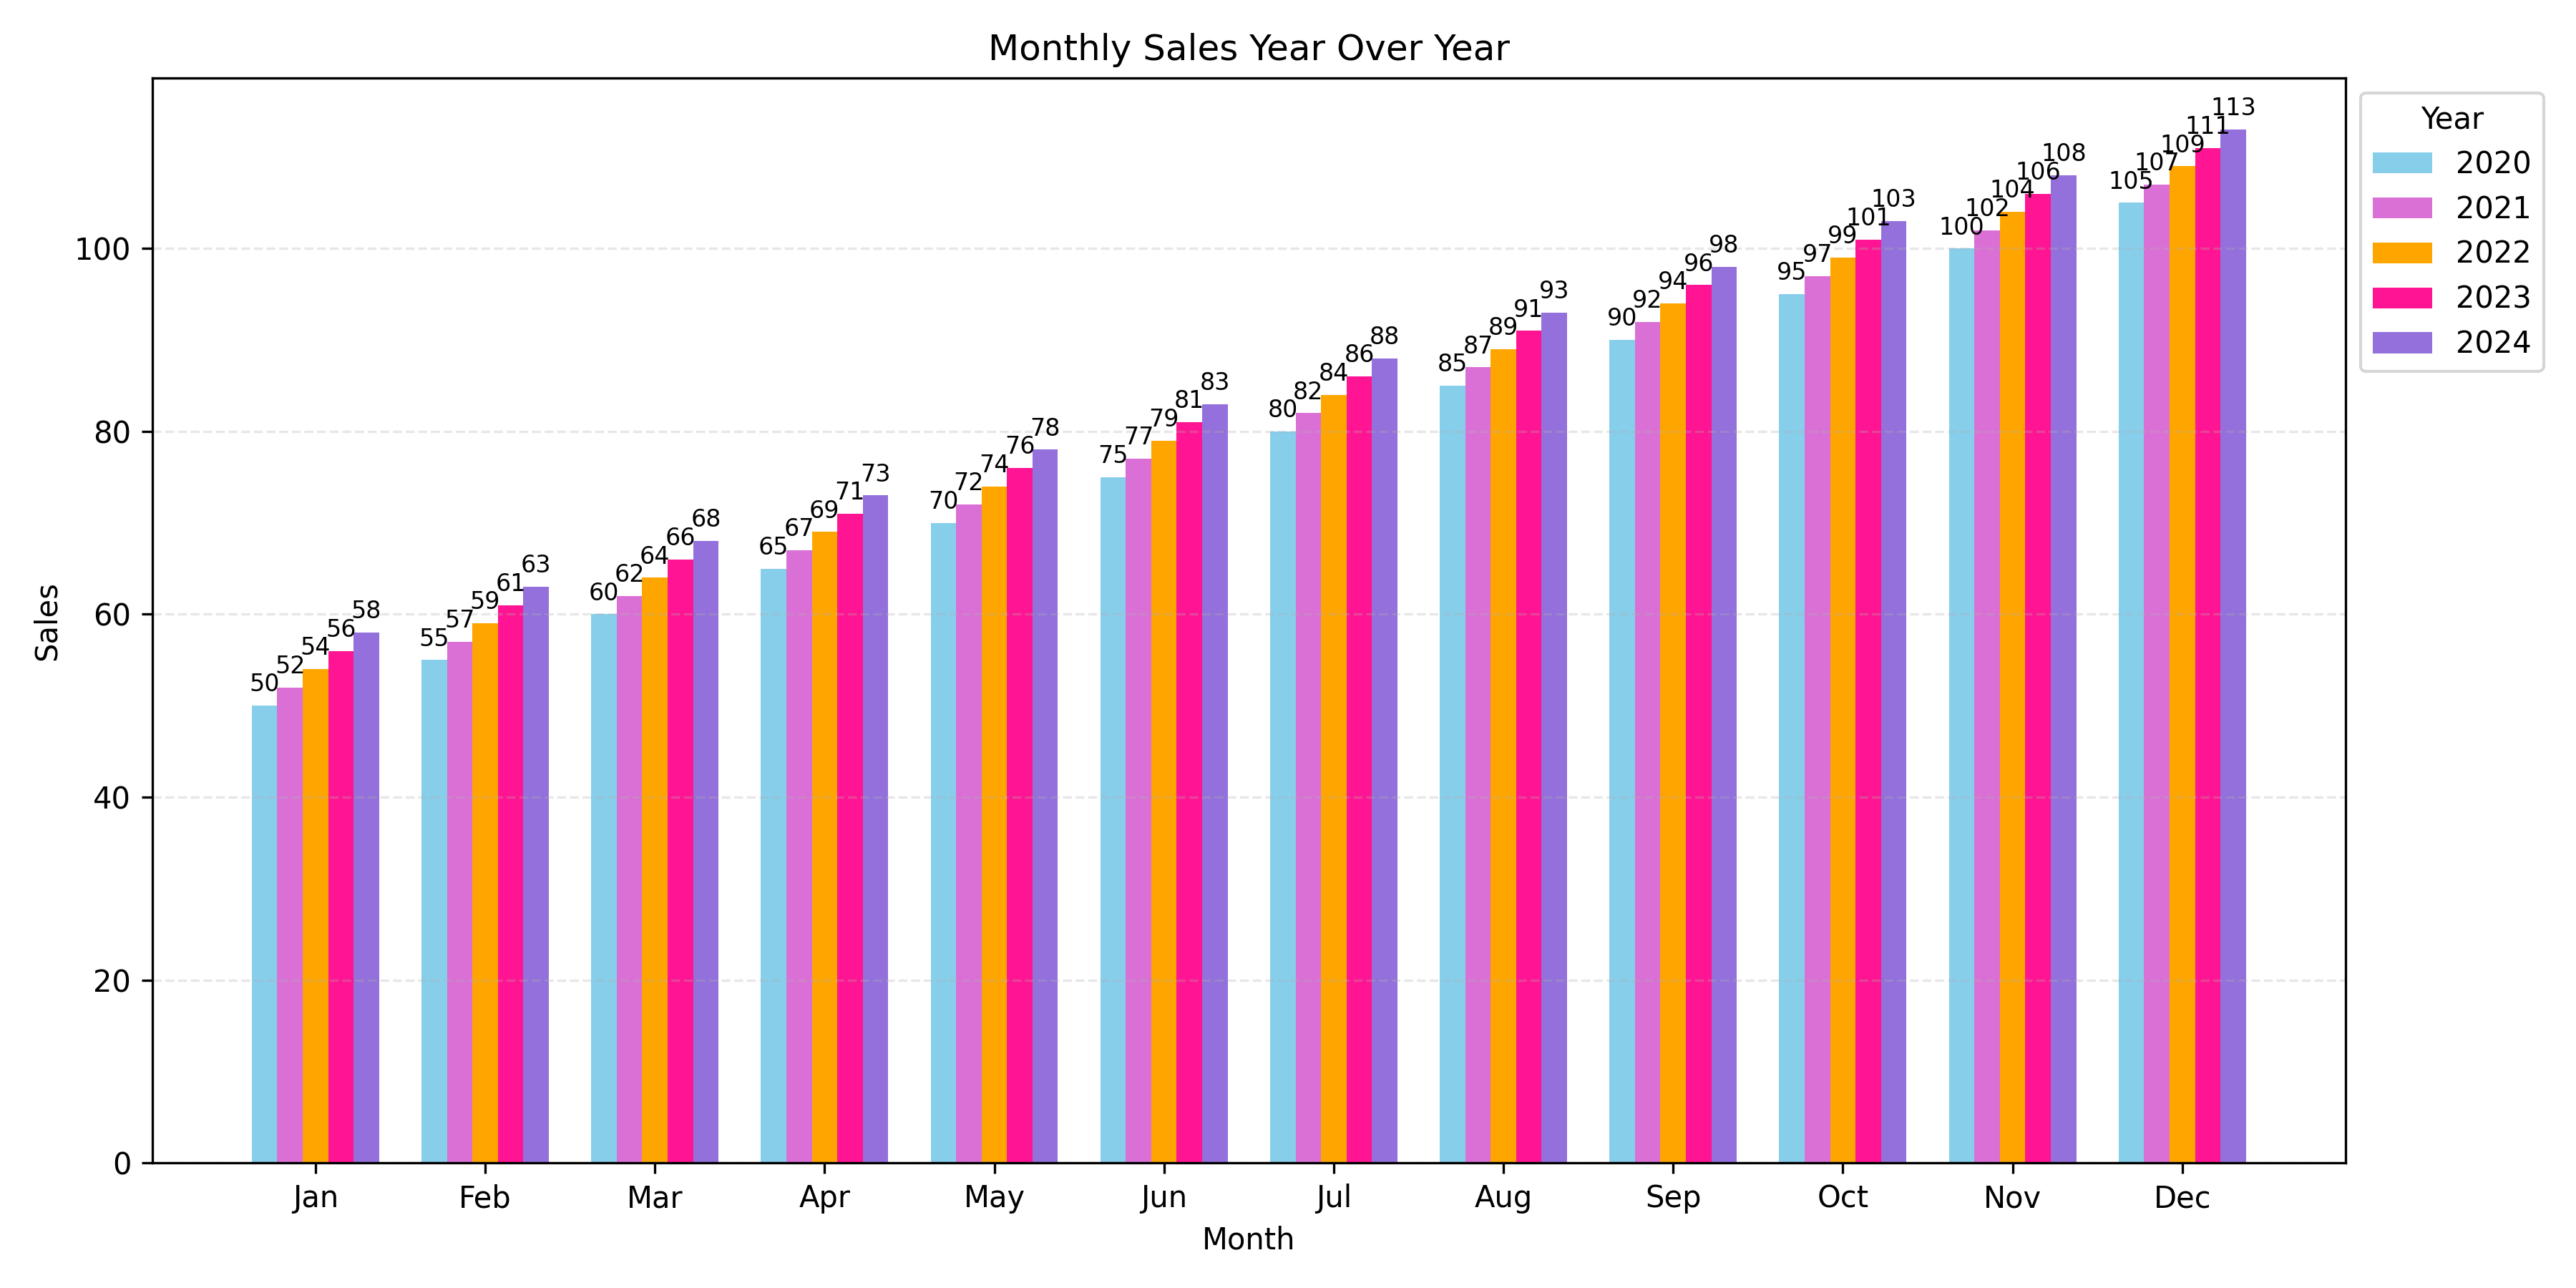 Monthly Sales Year Over Year
Year
2020
2021
2022
2023
2024
Sales
100
80
60
40
20
0
50 52 54 56 58
55 57 59 61 63
60 62 64 66 68
65 67 69 71 73
70 72 74 76 78
75 77 79 81 83
80 82 84 86 88
85 87 89 91 93
90 92 94 96 98
95 97 99 101 103
100 102 104 106 108
105 107 109 111 113
Jan Feb Mar Apr May Jun Jul Aug Sep Oct Nov Dec
Month